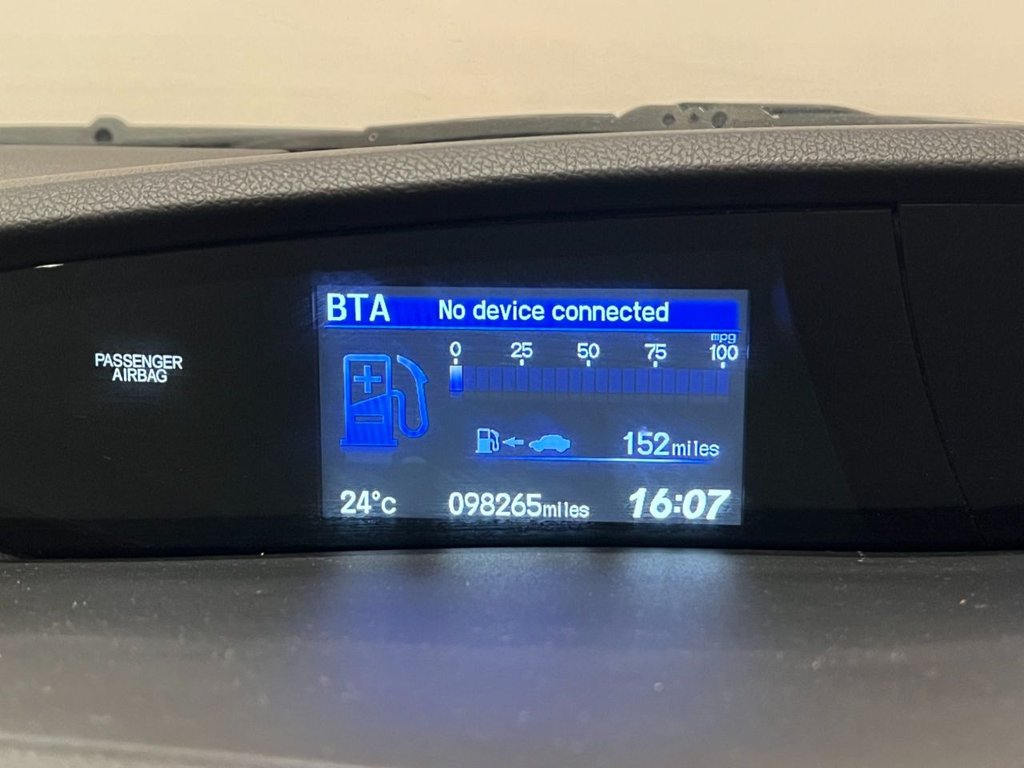 BTA No device connected
mpg
0 25 50 75 100
PASSENGER
AIRBAG
152miles
24°C 098265miles 16:07